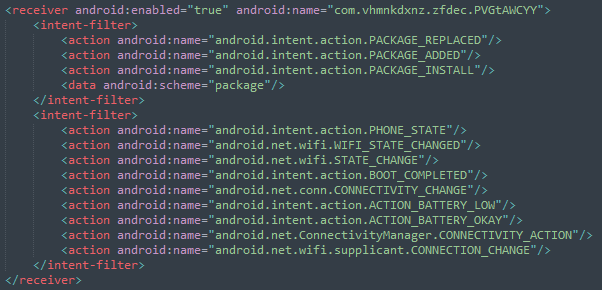 <receiver android:enabled="true" android:name="com.vhmnkdxnz.zfdec.PVGtAWCYY">
<intent-filter>
<action android:name="android.intent.action.PACKAGE_REPLACED"/>
<action android:name="android.intent.action.PACKAGE_ADDED"/>
<action android:name="android.intent.action.PACKAGE_INSTALL"/>
<data android:scheme="package"/>
</intent-filter>
<intent-filter>
<action android:name="android.intent.action.PHONE_STATE"/>
<action android:name="android.net.wifi.WIFI_STATE_CHANGED"/>
<action android:name="android.net.wifi.STATE_CHANGE"/>
<action android:name="android.intent.action.BOOT_COMPLETED"/>
<action android:name="android.net.conn.CONNECTIVITY_CHANGE"/>
<action android:name="android.intent.action.ACTION_BATTERY_LOW"/>
<action android:name="android.intent.action.ACTION_BATTERY_OKAY"/>
<action android:name="android.net.ConnectivityManager.CONNECTIVITY_ACTION"/>
<action android:name="android.net.wifi.supplicant.CONNECTION_CHANGE"/>
</intent-filter>
</receiver>